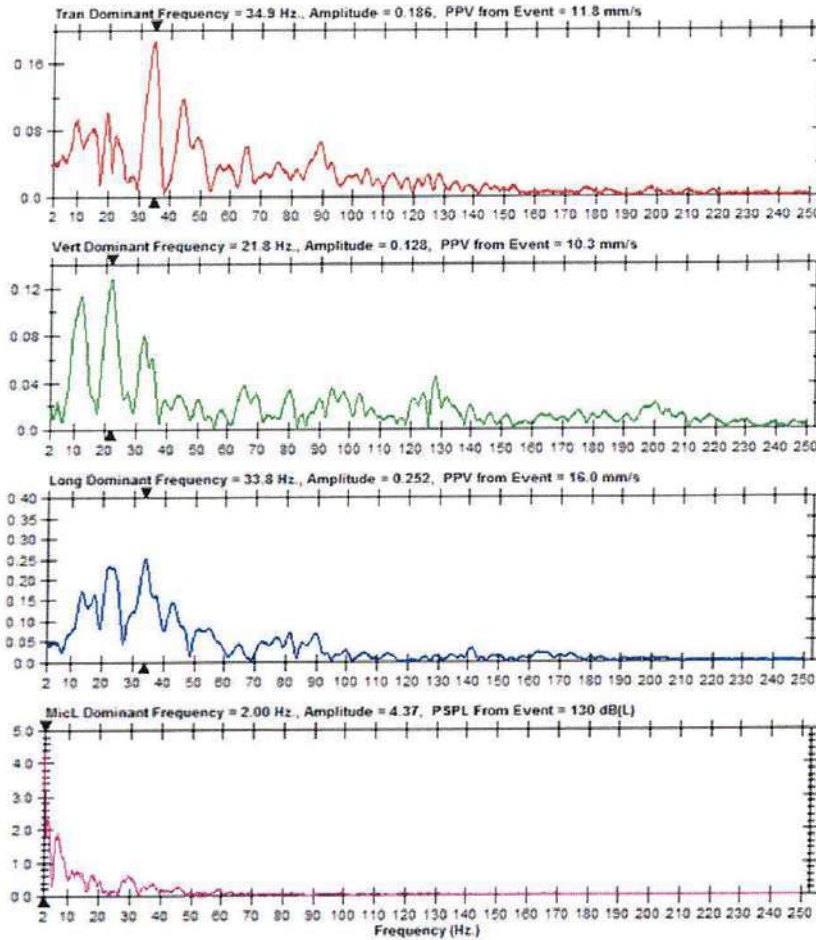 Tran Dominant Frequency = 34.9 Hz., Amplitude = 0.186, PPV from Event = 11.8 mm/s
0.16
0.08
0.0
2 10 20 30 40 50 60 70 80 90 100 110 120 130 140 150 160 170 180 190 200 210 220 230 240 250
Vert Dominant Frequency = 21.8 Hz., Amplitude = 0.128, PPV from Event = 10.3 mm/s
0.12
0.08
0.04
0.0
2 10 20 30 40 50 60 70 80 90 100 110 120 130 140 150 160 170 180 190 200 210 220 230 240 250
Long Dominant Frequency = 33.8 Hz., Amplitude = 0.252, PPV from Event = 16.0 mm/s
0.40
0.35
0.30
0.25
0.20
0.15
0.10
0.05
0.0
2 10 20 30 40 50 60 70 80 90 100 110 120 130 140 150 160 170 180 190 200 210 220 230 240 250
MicL Dominant Frequency = 2.00 Hz., Amplitude = 4.37, PSPL From Event = 130 dB(L)
5.0
4.0
3.0
2.0
1.0
0.0
2 10 20 30 40 50 60 70 80 90 100 110 120 130 140 150 160 170 180 190 200 210 220 230 240 250
Frequency (Hz.)